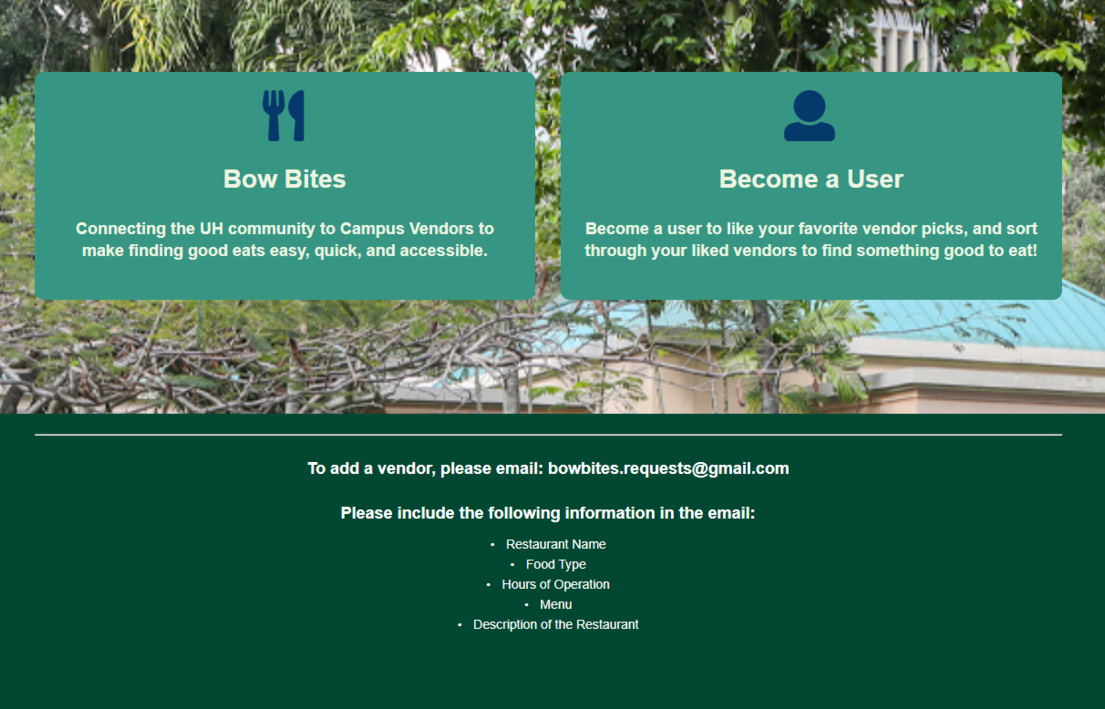 Bow Bites
Connecting the UH community to Campus Vendors to
make finding good eats easy, quick, and accessible.
Become a User
Become a user to like your favorite vendor picks, and sort
through your liked vendors to find something good to eat!
To add a vendor, please email: bowbites.requests@gmail.com
Please include the following information in the email:
• Restaurant Name
• Food Type
• Hours of Operation
• Menu
• Description of the Restaurant